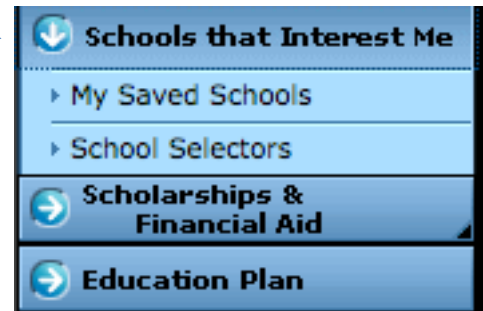 Schools that Interest Me
My Saved Schools
School Selectors
Scholarships &
Financial Aid
Education Plan